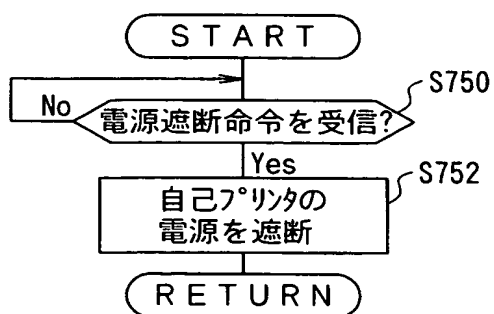 START
S750
No
電源遮断命令を受信?
Yes
S752
自己プリンタの
電源を遮断
RETURN